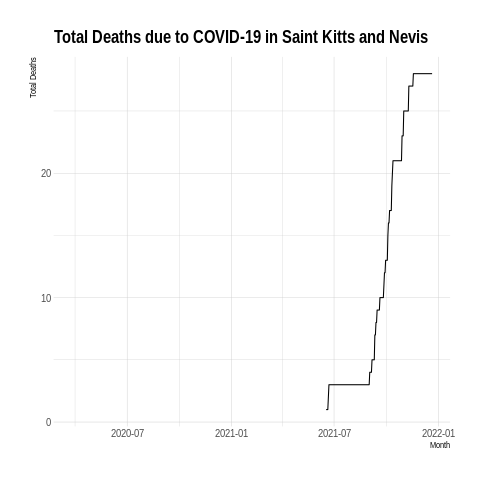 Total Deaths due to COVID-19 in Saint Kitts and Nevis
Total Deaths
20
10
0
2020-07
2021-01
2021-07
2022-01
Month